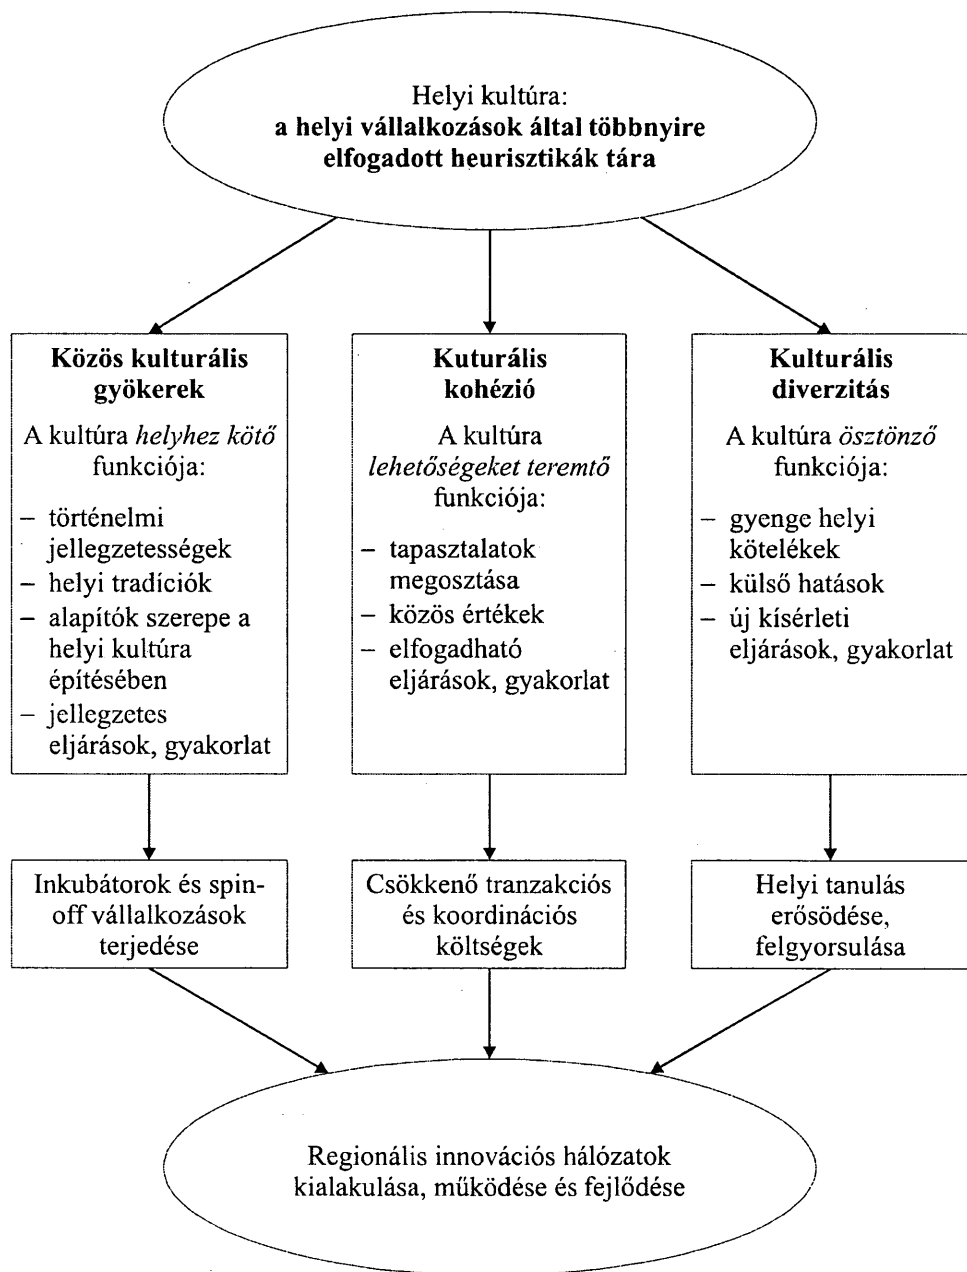 Helyi kultúra:
a helyi vállalkozások által többnyire
elfogadott heurisztikák tára
Közös kulturális
gyökerek
A kultúra helyhez kötő
funkciója:
– történelmi
jellegzetességek
– helyi tradíciók
– alapítók szerepe a
helyi kultúra
építésében
– jellegzetes
eljárások, gyakorlat
Kuturális
kohézió
A kultúra
lehetőségeket teremtő
funkciója:
– tapasztalatok
megosztása
– közös értékek
– elfogadható
eljárások, gyakorlat
Kulturális
diverzitás
A kultúra ösztönző
funkciója:
– gyenge helyi
kötelékek
– külső hatások
– új kísérleti
eljárások, gyakorlat
Inkubátorok és spin-
off vállalkozások
terjedése
Csökkenő tranzakciós
és koordinációs
költségek
Helyi tanulás
erősödése,
felgyorsulása
Regionális innovációs hálózatok
kialakulása, működése és fejlődése